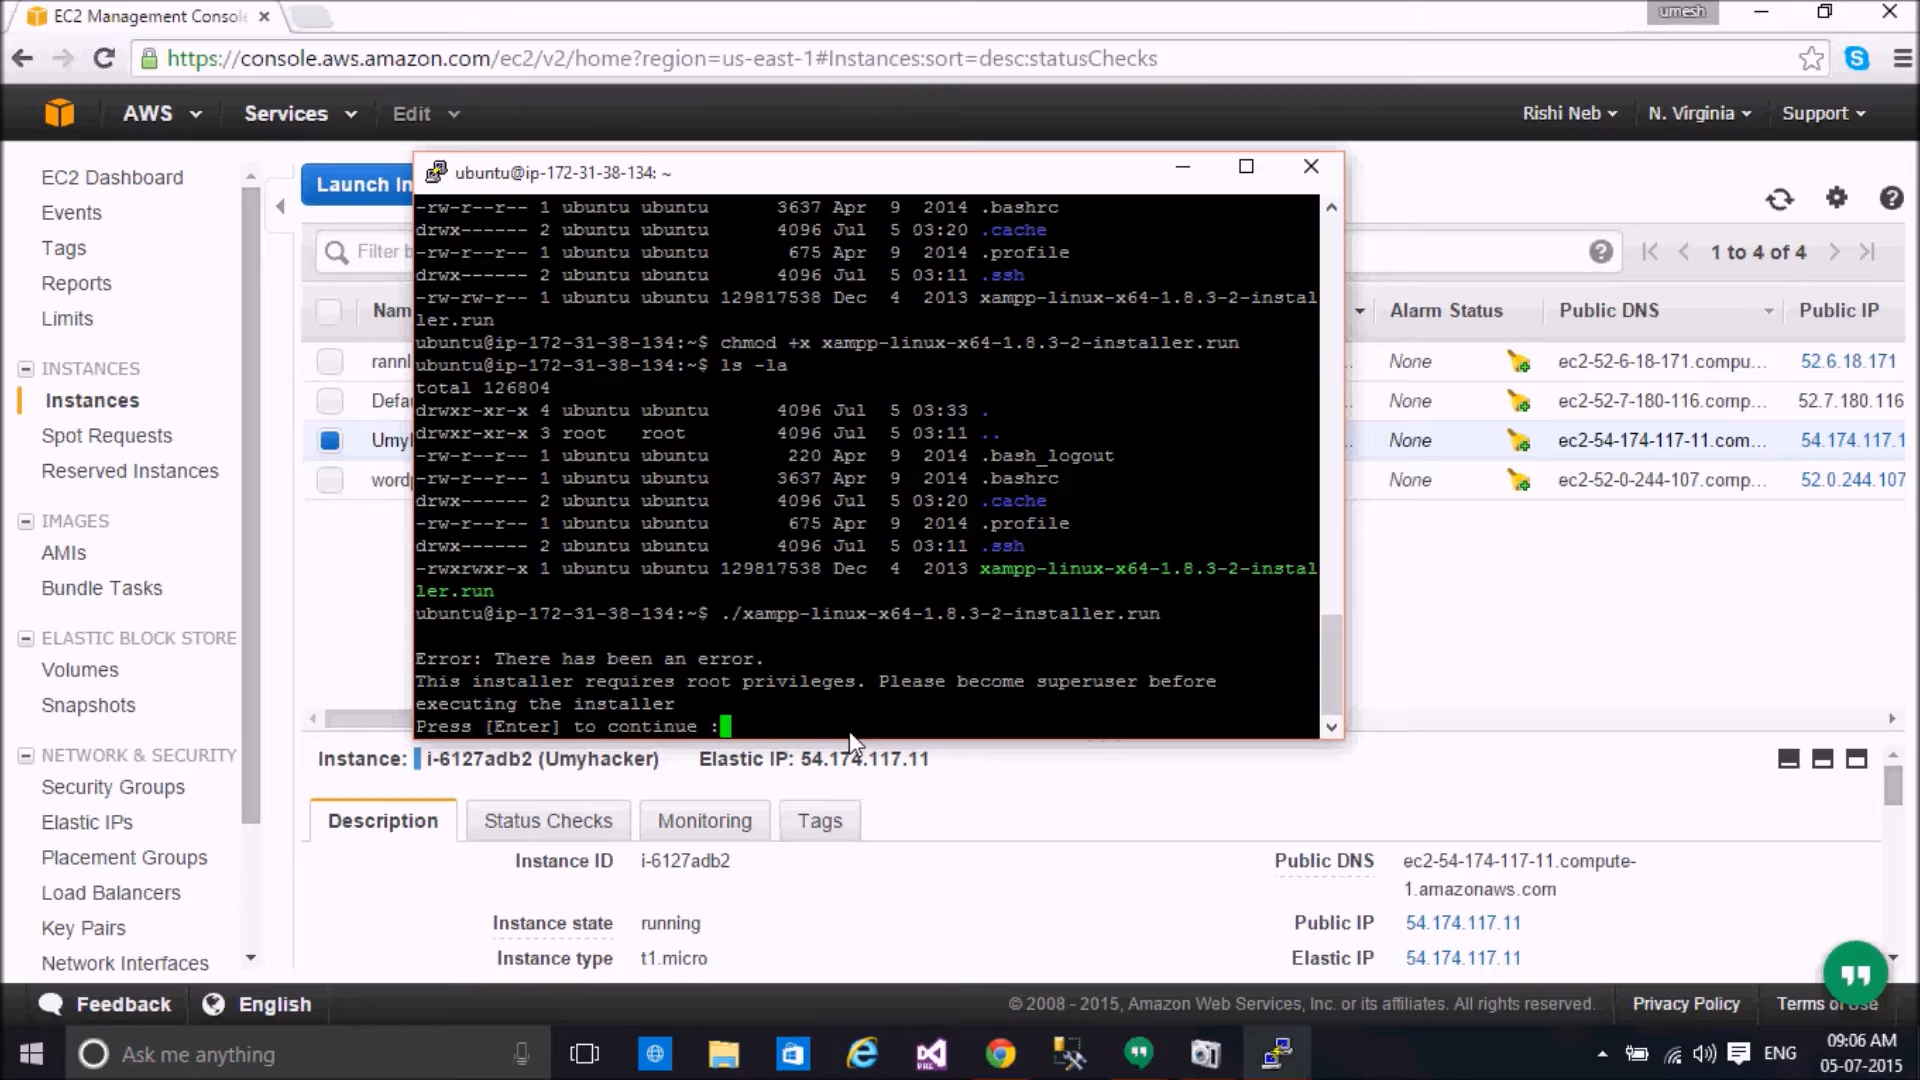 EC2 Management Console
umesh
https://console.aws.amazon.com/ec2/v2/home?region=us-east-1#Instances:sort=desc:statusChecks
AWS
Services
Edit
Rishi Neb
N. Virginia
Support
EC2 Dashboard
Events
Tags
Reports
Limits
INSTANCES
Instances
Spot Requests
Reserved Instances
IMAGES
AMIs
Bundle Tasks
ELASTIC BLOCK STORE
Volumes
Snapshots
NETWORK & SECURITY
Security Groups
Elastic IPs
Placement Groups
Load Balancers
Key Pairs
Network Interfaces
Launch In
Filter b
1 to 4 of 4
Nam
Alarm Status
Public DNS
Public IP
rannl
None
ec2-52-6-18-171.compu...
52.6.18.171
Defa
None
ec2-52-7-180-116.comp...
52.7.180.116
Umyl
None
ec2-54-174-117-11.com...
54.174.117.1
word
None
ec2-52-0-244-107.comp...
52.0.244.107
ubuntu@ip-172-31-38-134: ~
-rw-r--r-- 1 ubuntu ubuntu 3637 Apr 9 2014 .bashrc
drwx------ 2 ubuntu ubuntu 4096 Jul 5 03:20 .cache
-rw-r--r-- 1 ubuntu ubuntu 675 Apr 9 2014 .profile
drwx------ 2 ubuntu ubuntu 4096 Jul 5 03:11 .ssh
-rw-rw-r-- 1 ubuntu ubuntu 129817538 Dec 4 2013 xampp-linux-x64-1.8.3-2-instal
ler.run
ubuntu@ip-172-31-38-134:~$ chmod +x xampp-linux-x64-1.8.3-2-installer.run
ubuntu@ip-172-31-38-134:~$ ls -la
total 126804
drwxr-xr-x 4 ubuntu ubuntu 4096 Jul 5 03:33 .
drwxr-xr-x 3 root root 4096 Jul 5 03:11 ..
-rw-r--r-- 1 ubuntu ubuntu 220 Apr 9 2014 .bash_logout
-rw-r--r-- 1 ubuntu ubuntu 3637 Apr 9 2014 .bashrc
drwx------ 2 ubuntu ubuntu 4096 Jul 5 03:20 .cache
-rw-r--r-- 1 ubuntu ubuntu 675 Apr 9 2014 .profile
drwx------ 2 ubuntu ubuntu 4096 Jul 5 03:11 .ssh
-rwxrwxr-x 1 ubuntu ubuntu 129817538 Dec 4 2013 xampp-linux-x64-1.8.3-2-instal
ler.run
ubuntu@ip-172-31-38-134:~$ ./xampp-linux-x64-1.8.3-2-installer.run
Error: There has been an error.
This installer requires root privileges. Please become superuser before
executing the installer
Press [Enter] to continue :
Instance: i-6127adb2 (Umyhacker) Elastic IP: 54.174.117.11
Description
Status Checks
Monitoring
Tags
Instance ID
i-6127adb2
Public DNS
ec2-54-174-117-11.compute-
1.amazonaws.com
Instance state
running
Public IP
54.174.117.11
Instance type
t1.micro
Elastic IP
54.174.117.11
Feedback
English
© 2008 - 2015, Amazon Web Services, Inc. or its affiliates. All rights reserved.
Privacy Policy
Terms of Use
Ask me anything
ENG
09:06 AM
05-07-2015